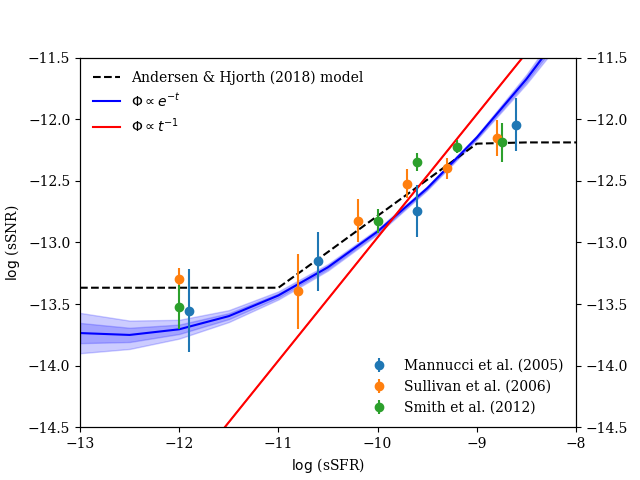 −11.5 −11.5
Andersen & Hjorth (2018) model
Φ ∝ e^{−t}
Φ ∝ t^{−1}
−12.0 −12.0
−12.5 −12.5
log (sSNR)
−13.0 −13.0
−13.5 −13.5
−14.0 −14.0
Mannucci et al. (2005)
Sullivan et al. (2006)
Smith et al. (2012)
−14.5 −14.5
−13 −12 −11 −10 −9 −8
log (sSFR)